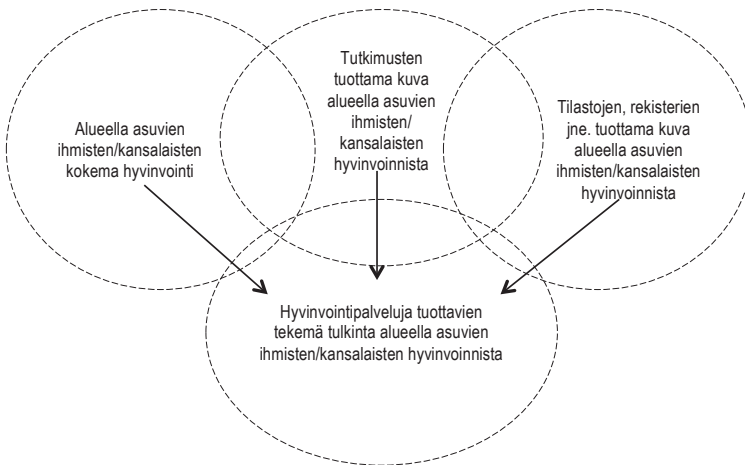 Alueella asuvien
ihmisten/kansalaisten
kokema hyvinvointi
Tutkimusten
tuottama kuva
alueella asuvien
ihmisten/
kansalaisten
hyvinvoinnista
Tilastojen, rekisterien
jne. tuottama kuva
alueella asuvien
ihmisten/kansalaisten
hyvinvoinnista
Hyvinvointipalveluja tuottavien
tekemä tulkinta alueella asuvien
ihmisten/kansalaisten hyvinvoinnista